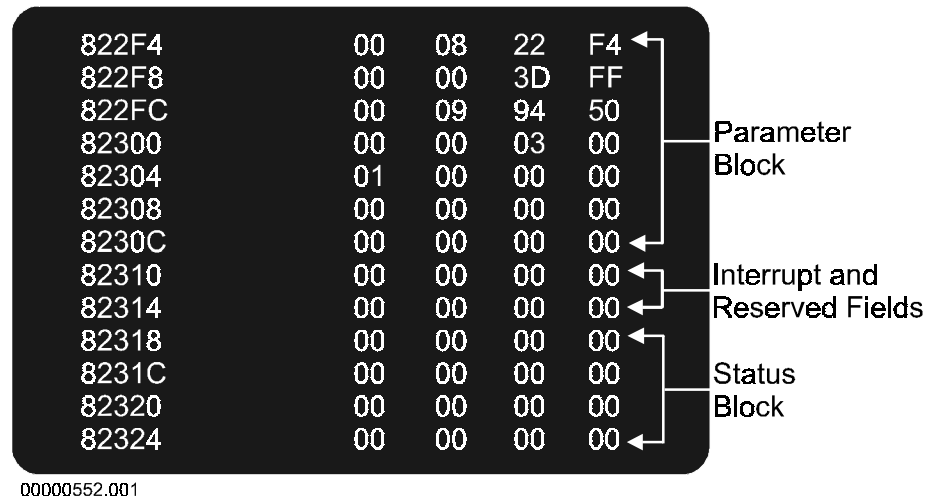 822F4 00 08 22 F4
822F8 00 00 3D FF
822FC 00 09 94 50
82300 00 00 03 00
82304 01 00 00 00
82308 00 00 00 00
8230C 00 00 00 00
82310 00 00 00 00
82314 00 00 00 00
82318 00 00 00 00
8231C 00 00 00 00
82320 00 00 00 00
82324 00 00 00 00
Parameter
Block
Interrupt and
Reserved Fields
Status
Block
00000552.001